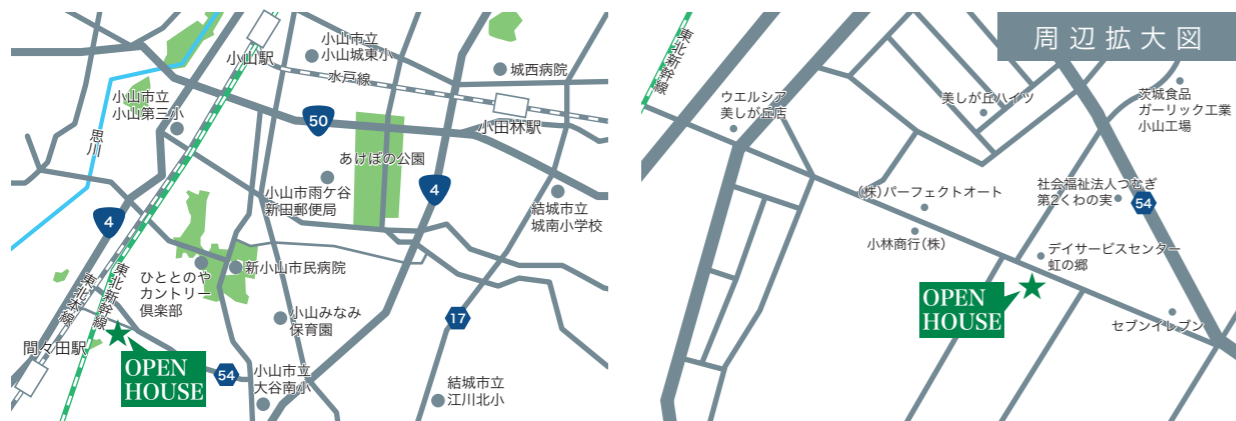 小山駅
小山市立
小山城東小
水戸線
城西病院
小山市立
小山第三小
50
小田林駅
思川
あけぼの公園
小山市雨ケ谷
新田郵便局
4
4
結城市立
城南小学校
東北新幹線
東北本線
ひととのや
カントリー
倶楽部
新小山市民病院
小山みなみ
保育園
17
間々田駅
OPEN
HOUSE
54
小山市立
大谷南小
結城市立
江川北小
周辺拡大図
東北新幹線
ウエルシア
美しが丘店
美しが丘ハイツ
茨城食品
ガーリック工業
小山工場
(株)パーフェクトオート
社会福祉法人つむぎ
第2くわの実
54
小林商行(株)
デイサービスセンター
虹の郷
OPEN
HOUSE
セブンイレブン